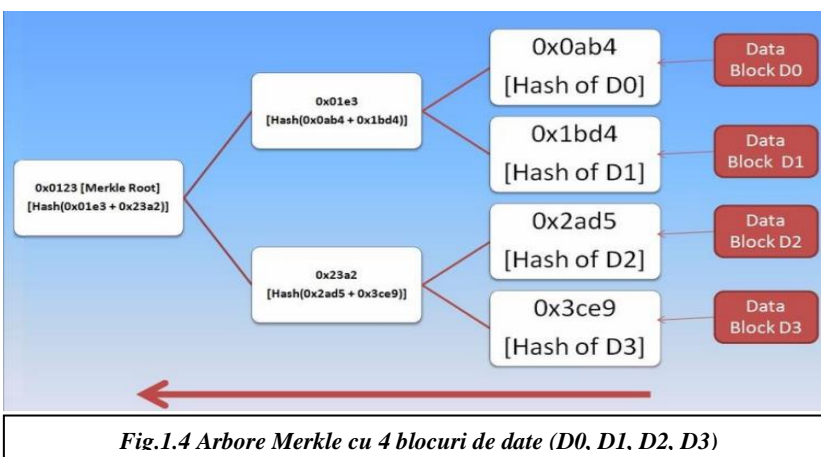 0x0123 [Merkle Root]
[Hash(0x01e3 + 0x23a2)]
0x01e3
[Hash(0x0ab4 + 0x1bd4)]
0x23a2
[Hash(0x2ad5 + 0x3ce9)]
0x0ab4
[Hash of D0]
0x1bd4
[Hash of D1]
0x2ad5
[Hash of D2]
0x3ce9
[Hash of D3]
Data
Block D0
Data
Block D1
Data
Block D2
Data
Block D3
Fig.1.4 Arbore Merkle cu 4 blocuri de date (D0, D1, D2, D3)